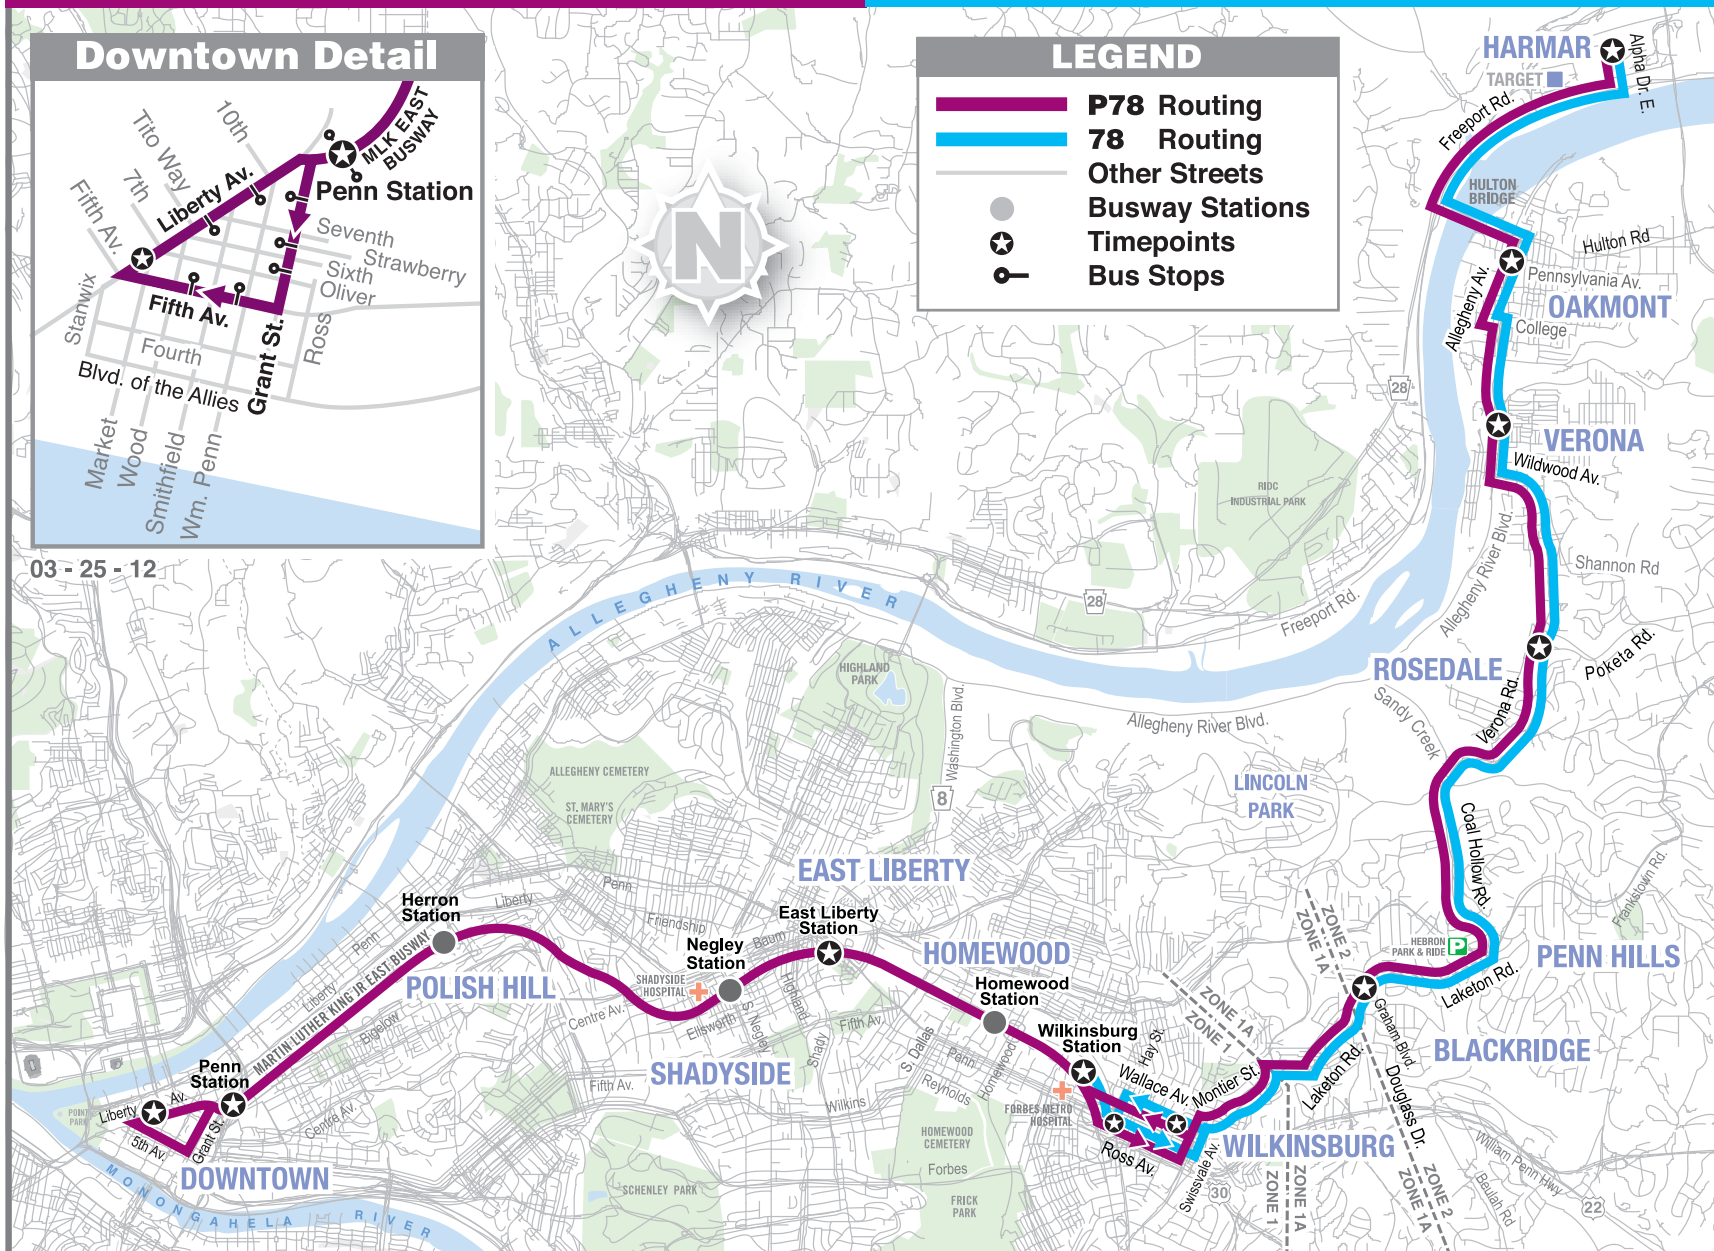 Downtown Detail
10th
Tito Way
7th
Fifth Av.
Liberty Av.
MLK EAST
BUSWAY
Penn Station
Seventh
Strawberry
Sixth
Oliver
Stanwix
Fifth Av.
Grant St.
Ross
Fourth
Blvd. of the Allies
Market
Wood
Smithfield
Wm. Penn
03 - 25 - 12
N
LEGEND
P78 Routing
78 Routing
Other Streets
Busway Stations
Timepoints
Bus Stops
HARMAR
TARGET
Alpha Dr. E.
Freeport Rd.
HULTON
BRIDGE
Hulton Rd
Pennsylvania Av.
OAKMONT
Allegheny Av.
College
28
VERONA
Wildwood Av.
RIDC
INDUSTRIAL PARK
Allegheny River Blvd.
Shannon Rd
28
Freeport Rd.
ALLEGHENY RIVER
Poketa Rd.
ROSEDALE
Verona Rd.
Sandy Creek
HIGHLAND
PARK
Washington Blvd.
Allegheny River Blvd.
ALLEGHENY CEMETERY
ST. MARY'S
CEMETERY
8
LINCOLN
PARK
Coal Hollow Rd.
EAST LIBERTY
Penn
Liberty
Friendship
Herron
Station
East Liberty
Station
Baum
Negley
Station
HOMEWOOD
Frankstown Rd.
ZONE 2
ZONE 1A
HEBRON
PARK & RIDE
P
PENN HILLS
Laketon Rd.
Penn
Liberty
MARTIN LUTHER KING JR EAST BUSWAY
POLISH HILL
SHADYSIDE
HOSPITAL
Homewood
Station
Centre Av.
Ellsworth
S. Negley
Highland
Shady
Fifth Av.
Bigelow
ZONE 1A
ZONE 1
Wilkinsburg
Station
Hay St.
Graham Blvd.
BLACKRIDGE
S. Dallas
Penn
Homewood
Reynolds
Penn
Station
SHADYSIDE
Fifth Av.
Wilkins
Wallace Av.
Montier St.
Laketon Rd.
Douglass Dr.
FORBES METRO
HOSPITAL
POINT
PARK
Liberty Av.
Grant St.
5th Av.
Centre Av.
DOWNTOWN
HOMEWOOD
CEMETERY
Forbes
Ross Av.
WILKINSBURG
Swissvale Av.
30
ZONE 1
ZONE 1A
ZONE 1A
ZONE 2
William Penn Hwy
Beulah Rd
22
SCHENLEY PARK
FRICK
PARK
MONONGAHELA RIVER